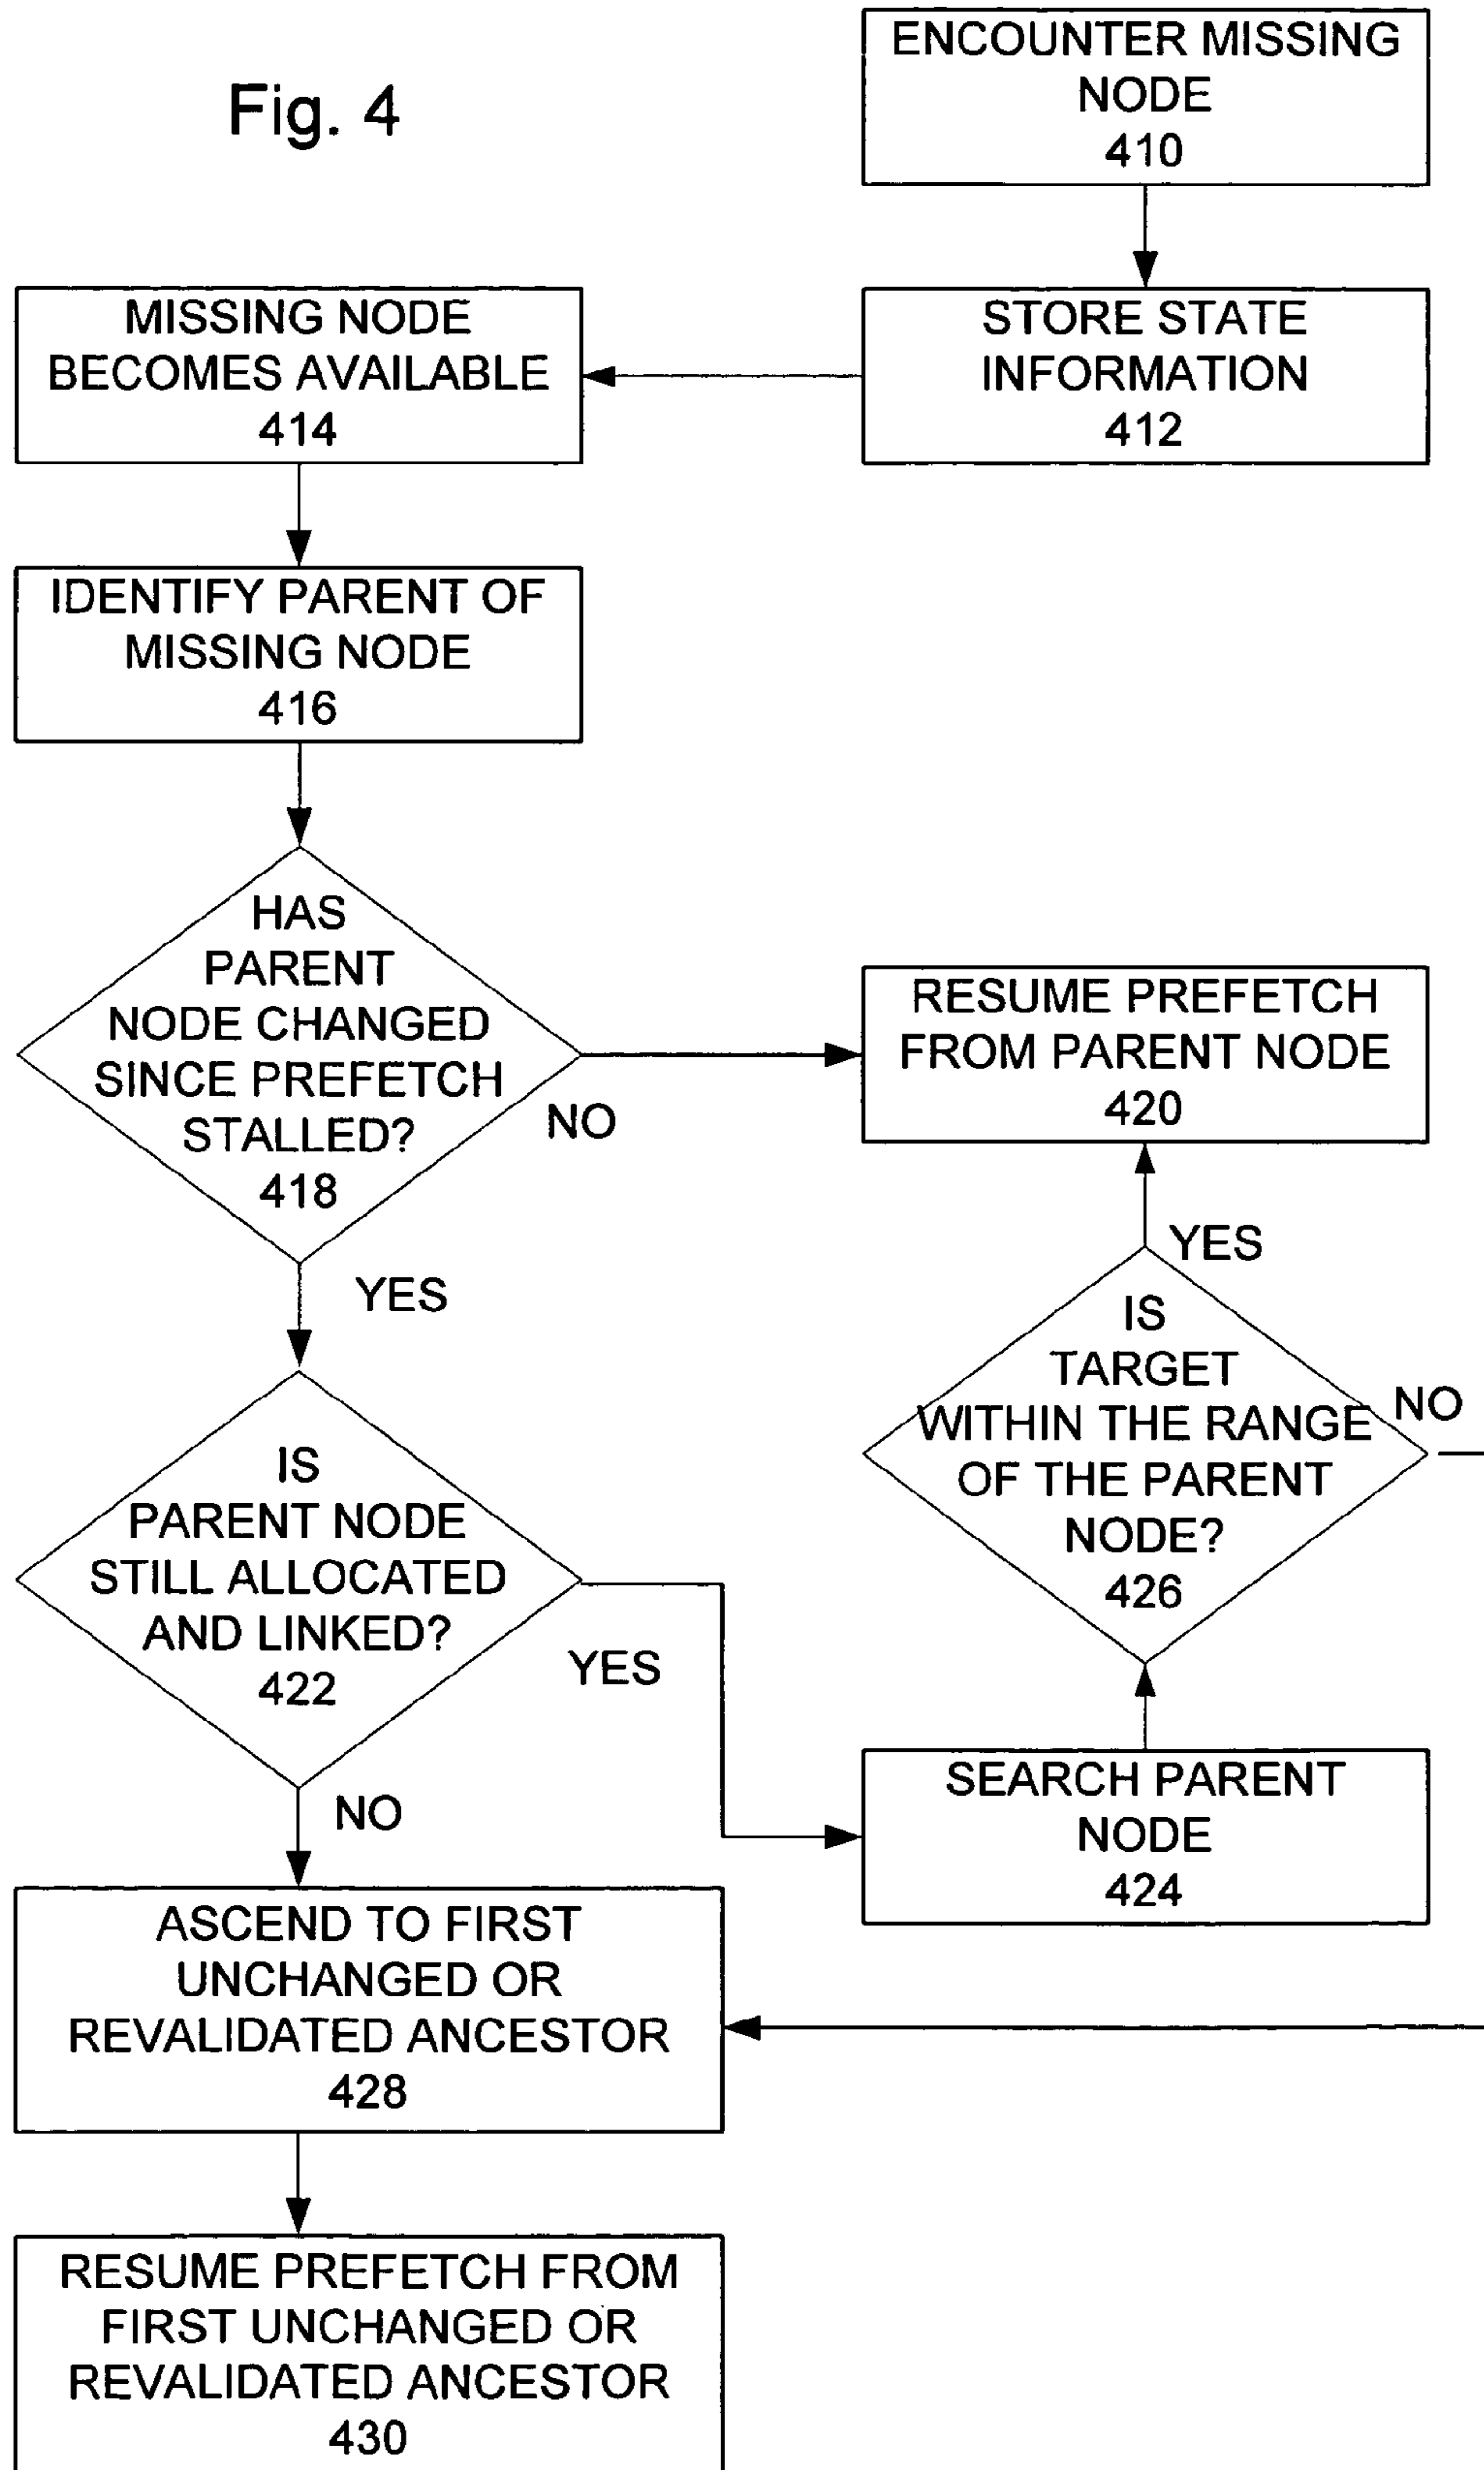 Fig. 4
ENCOUNTER MISSING
NODE
410
STORE STATE
INFORMATION
412
MISSING NODE
BECOMES AVAILABLE
414
IDENTIFY PARENT OF
MISSING NODE
416
HAS
PARENT
NODE CHANGED
SINCE PREFETCH
STALLED?
418
NO
YES
RESUME PREFETCH
FROM PARENT NODE
420
IS
PARENT NODE
STILL ALLOCATED
AND LINKED?
422
YES
NO
SEARCH PARENT
NODE
424
IS
TARGET
WITHIN THE RANGE
OF THE PARENT
NODE?
426
YES
NO
ASCEND TO FIRST
UNCHANGED OR
REVALIDATED ANCESTOR
428
RESUME PREFETCH FROM
FIRST UNCHANGED OR
REVALIDATED ANCESTOR
430